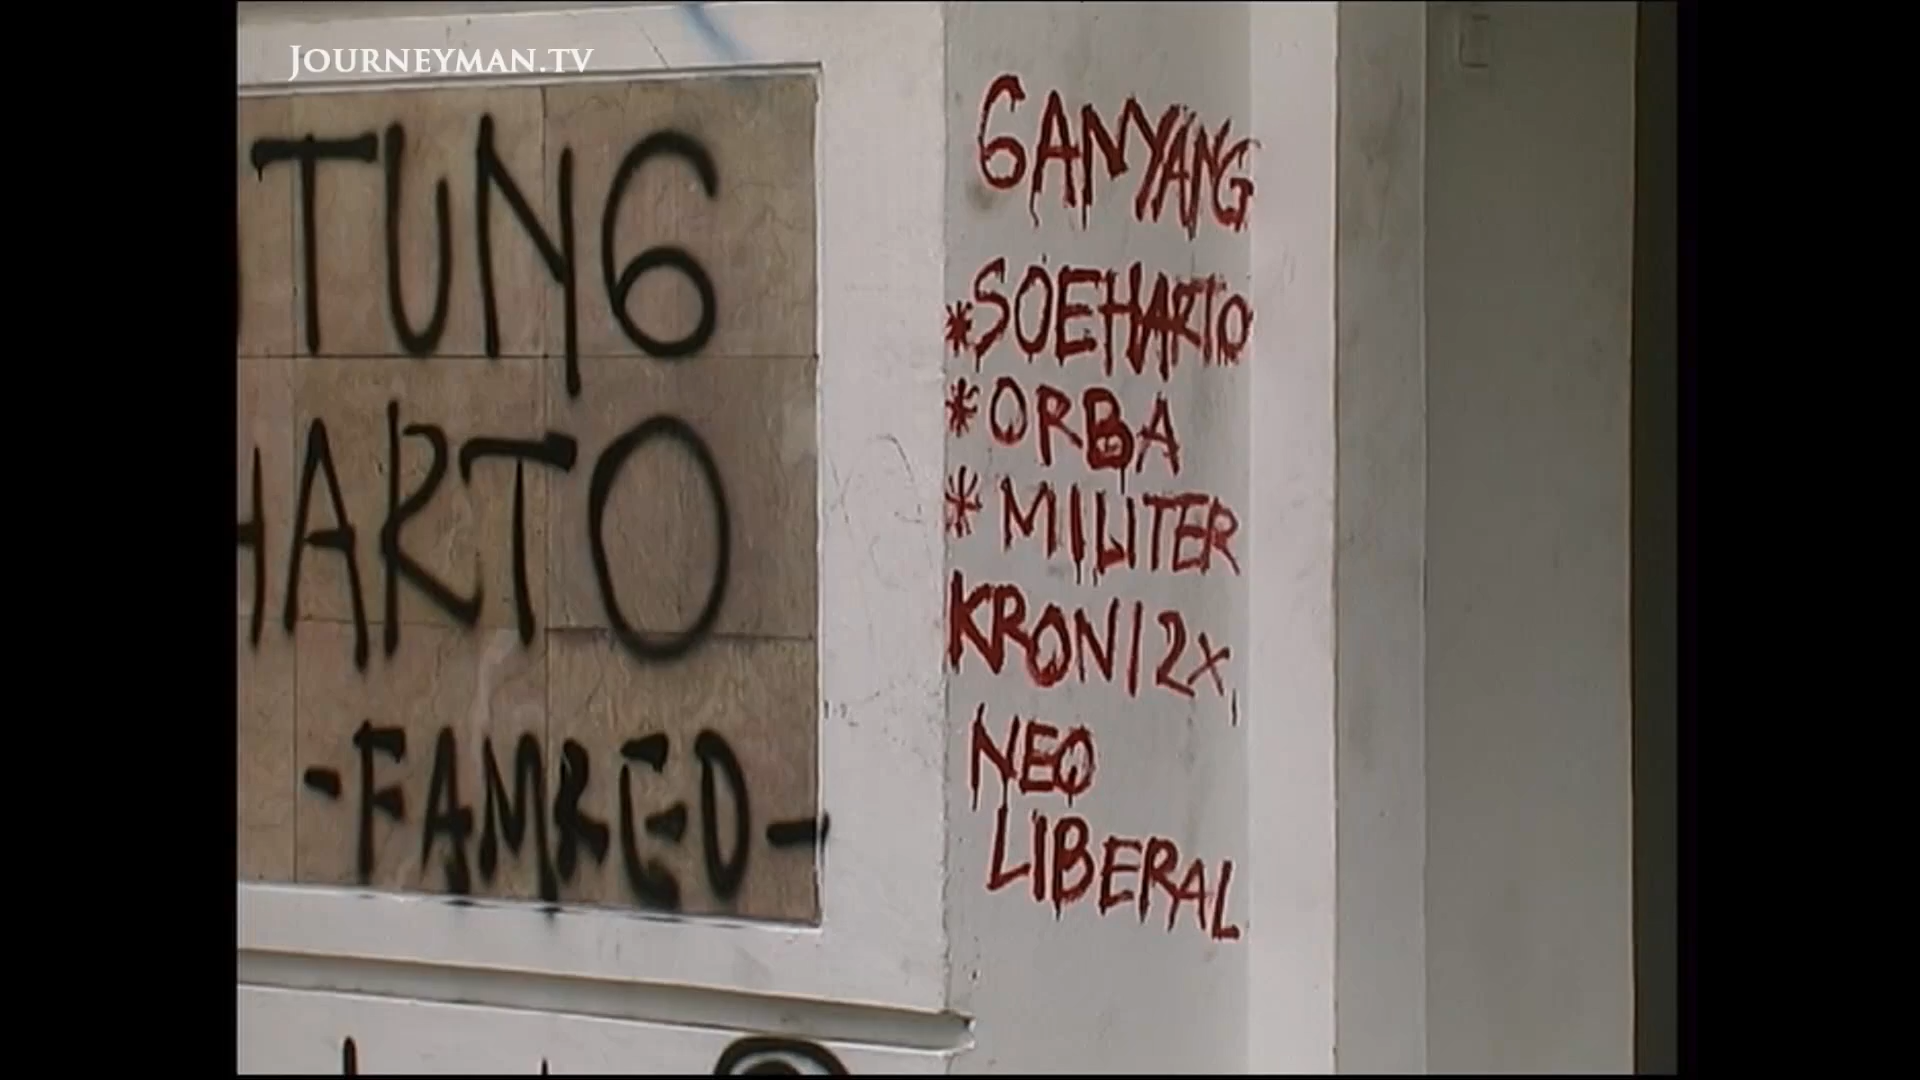 JOURNEYMAN.TV
TUNG
HARTO
-FAMRED-
GANYANG
*SOEHARTO
*ORBA
* MILITER
KRONI2X,
NEO
LIBERAL